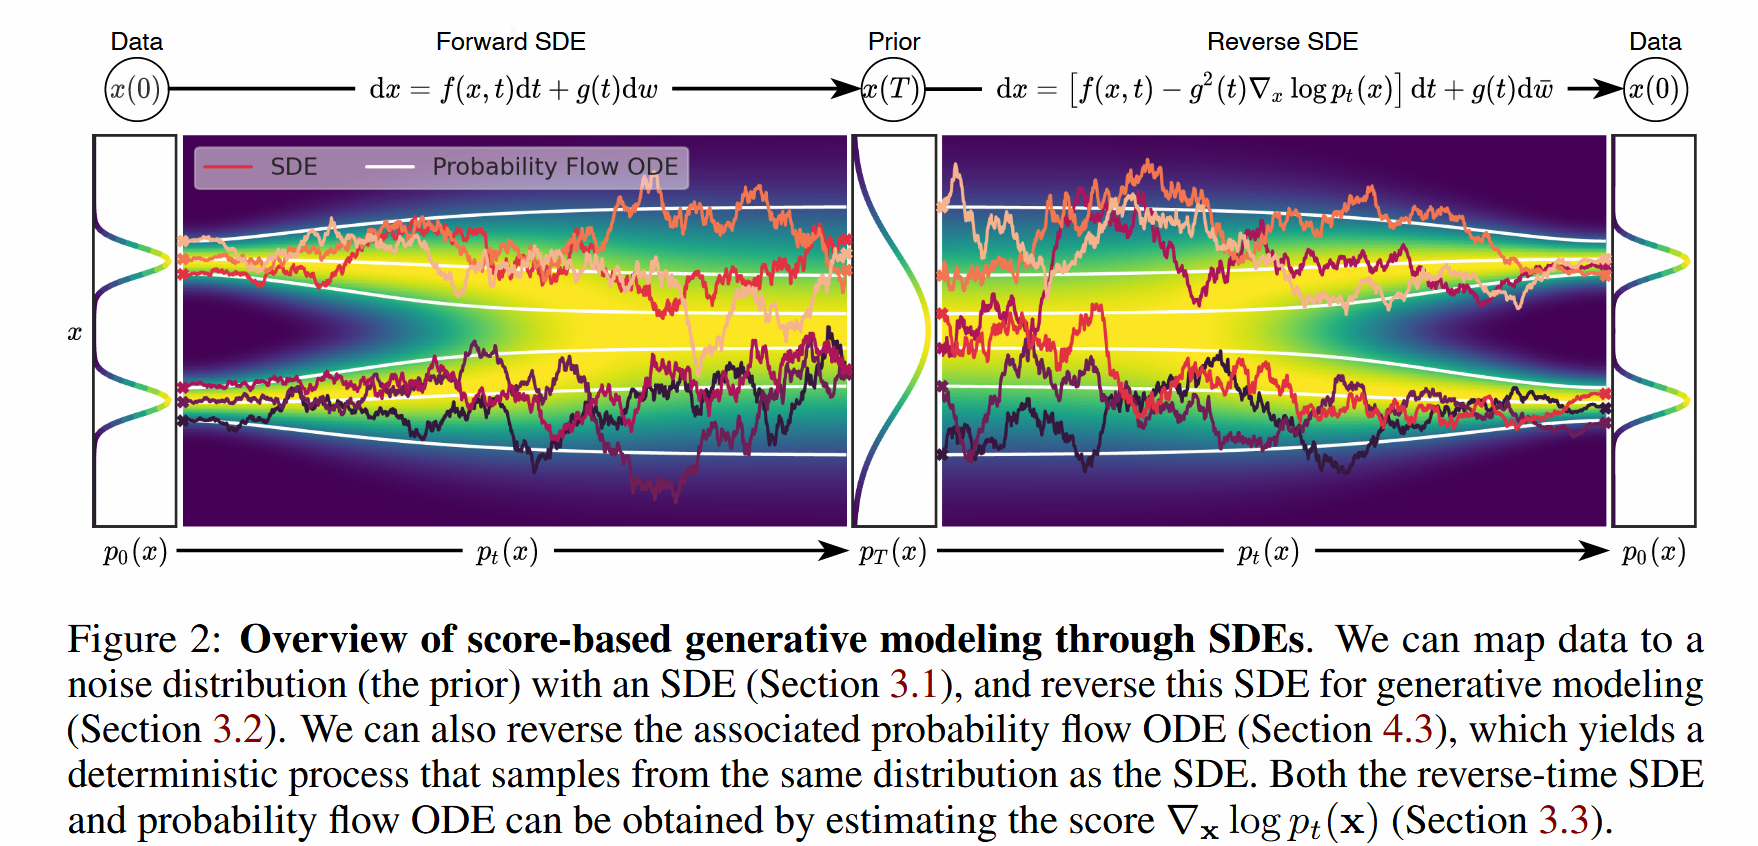 Data Forward SDE Prior Reverse SDE Data
x(0) dx = f(x, t)dt + g(t)dw x(T) dx = [f(x, t) − g²(t)∇ₓ log pₜ(x)] dt + g(t)dw̄ x(0)
SDE Probability Flow ODE
x
p₀(x) pₜ(x) p_T(x) pₜ(x) p₀(x)
Figure 2: Overview of score-based generative modeling through SDEs. We can map data to a
noise distribution (the prior) with an SDE (Section 3.1), and reverse this SDE for generative modeling
(Section 3.2). We can also reverse the associated probability flow ODE (Section 4.3), which yields a
deterministic process that samples from the same distribution as the SDE. Both the reverse-time SDE
and probability flow ODE can be obtained by estimating the score ∇ₓ log pₜ(x) (Section 3.3).